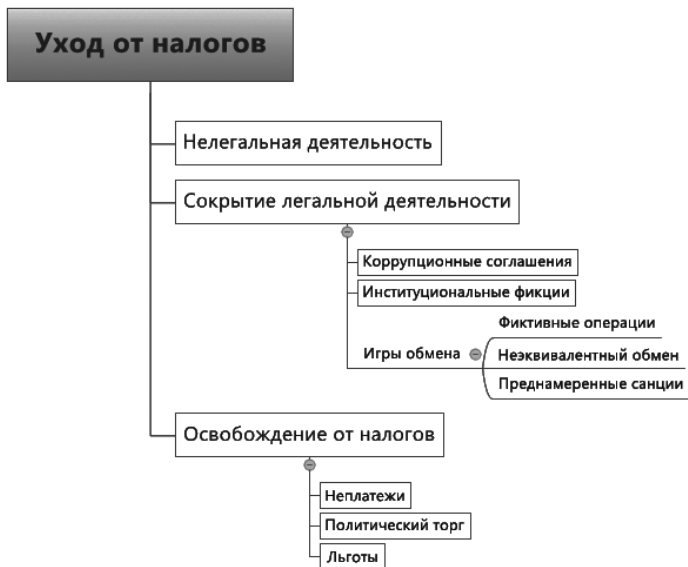 Уход от налогов
Нелегальная деятельность
Сокрытие легальной деятельности
Коррупционные соглашения
Институциональные фикции
Игры обмена
Фиктивные операции
Неэквивалентный обмен
Преднамеренные санкции
Освобождение от налогов
Неплатежи
Политический торг
Льготы